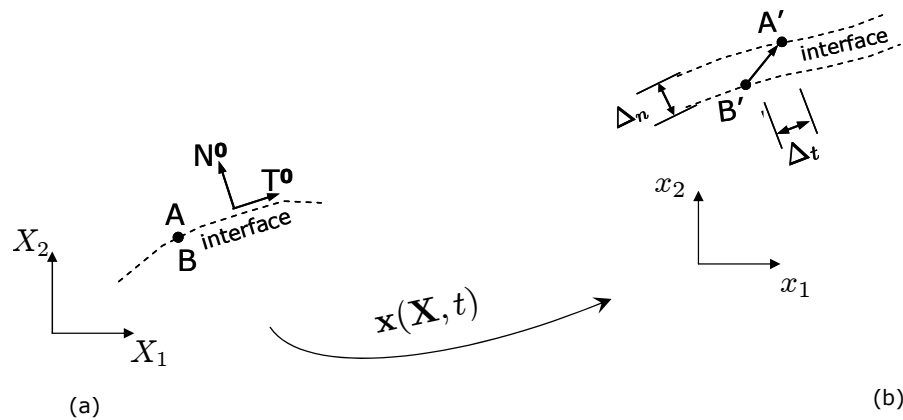 A′
interface
B′
Δn
Δt
N⁰
T⁰
A
interface
B
x₂
X₂
x₁
x(X, t)
X₁
(a)
(b)